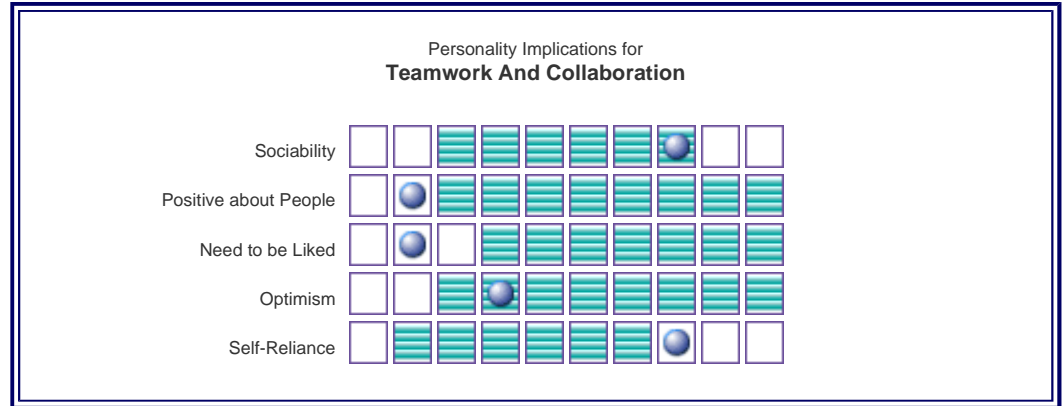 Personality Implications for
Teamwork And Collaboration
Sociability
Positive about People
Need to be Liked
Optimism
Self-Reliance